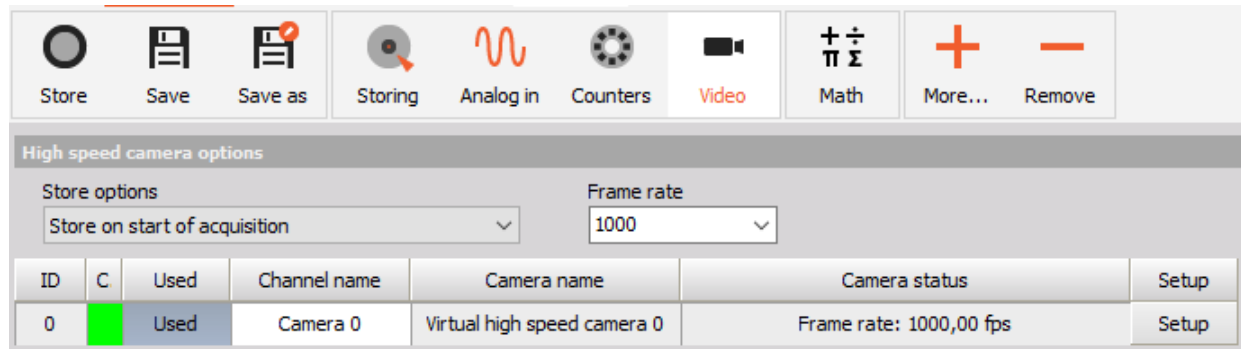 Store Save Save as Storing Analog in Counters Video Math More... Remove
High speed camera options
Store options Frame rate
Store on start of acquisition 1000
ID C Used Channel name Camera name Camera status Setup
0 Used Camera 0 Virtual high speed camera 0 Frame rate: 1000,00 fps Setup